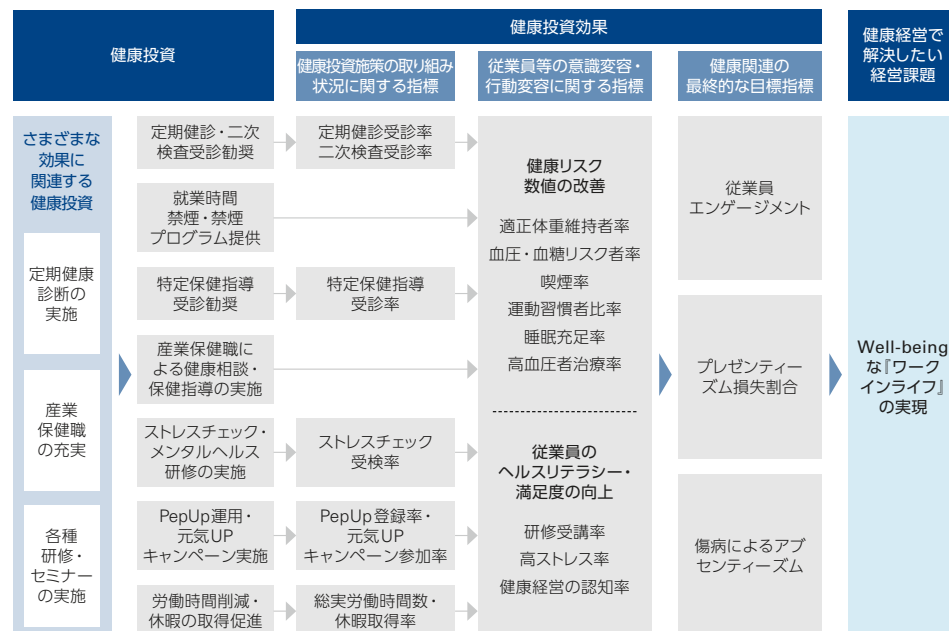 健康投資
健康投資効果
健康投資施策の取り組み
状況に関する指標
従業員等の意識変容・
行動変容に関する指標
健康関連の
最終的な目標指標
健康経営で
解決したい
経営課題
さまざまな
効果に
関連する
健康投資
定期健康
診断の
実施
産業
保健職
の充実
各種
研修・
セミナー
の実施
定期健診・二次
検査受診勧奨
就業時間
禁煙・禁煙
プログラム提供
特定保健指導
受診勧奨
産業保健職に
よる健康相談・
保健指導の実施
ストレスチェック・
メンタルヘルス
研修の実施
PepUp運用・
元気UP
キャンペーン実施
労働時間削減・
休暇の取得促進
定期健診受診率
二次検査受診率
特定保健指導
受診率
ストレスチェック
受検率
PepUp登録率・
元気UP
キャンペーン参加率
総実労働時間数・
休暇取得率
健康リスク
数値の改善
適正体重維持者率
血圧・血糖リスク者率
喫煙率
運動習慣者比率
睡眠充足率
高血圧者治療率
従業員の
ヘルスリテラシー・
満足度の向上
研修受講率
高ストレス率
健康経営の認知率
従業員
エンゲージメント
プレゼンティー
ズム損失割合
傷病によるアブ
センティーズム
Well-being
な『ワーク
インライフ』
の実現